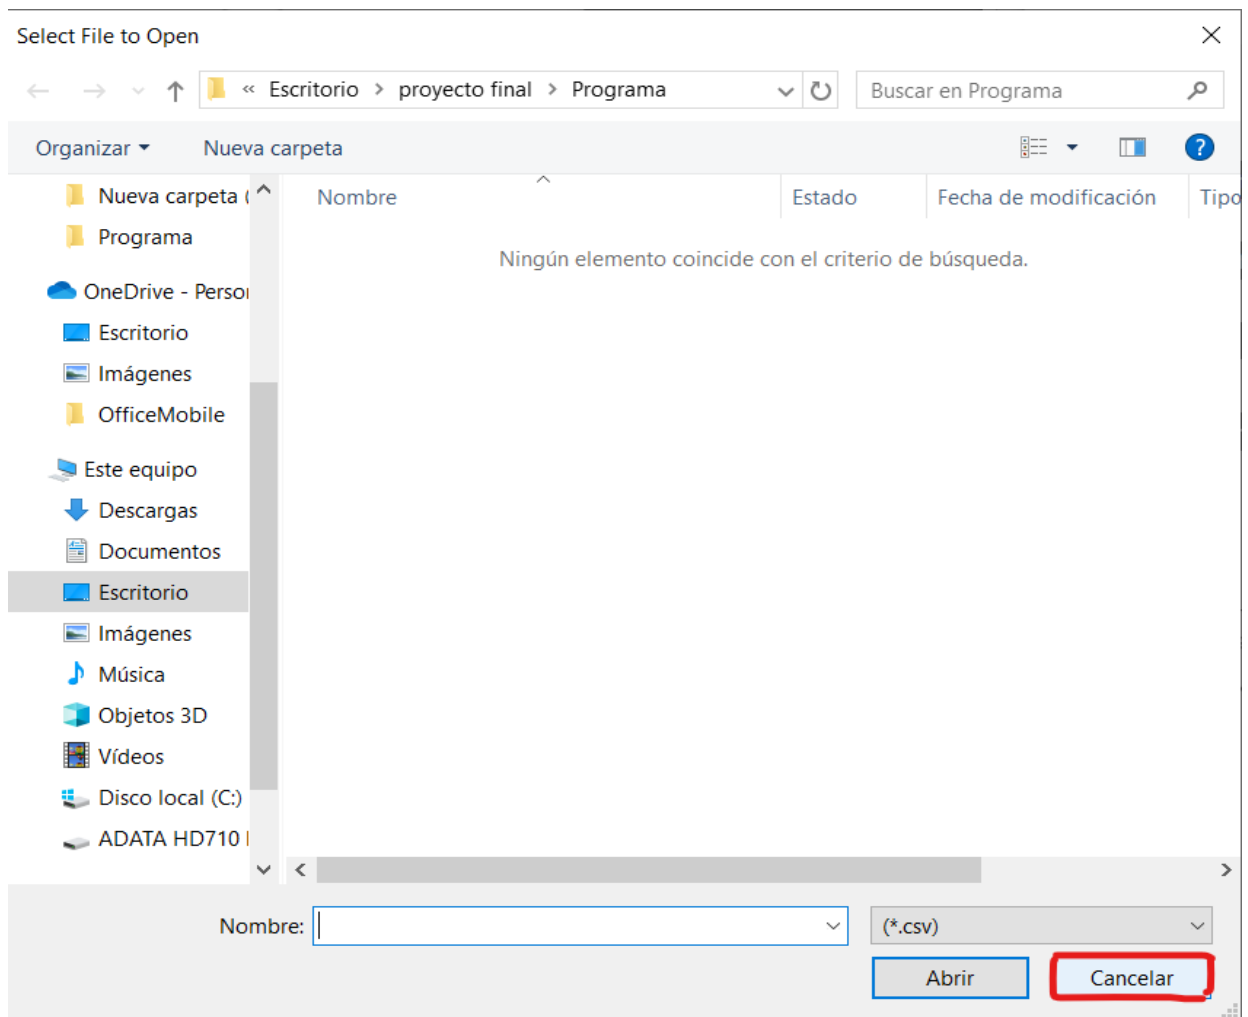 Select File to Open
« Escritorio > proyecto final > Programa
Buscar en Programa
Organizar
Nueva carpeta
Nueva carpeta (
Programa
OneDrive - Person
Escritorio
Imágenes
OfficeMobile
Este equipo
Descargas
Documentos
Escritorio
Imágenes
Música
Objetos 3D
Vídeos
Disco local (C:)
ADATA HD710
Nombre
Estado
Fecha de modificación
Tipo
Ningún elemento coincide con el criterio de búsqueda.
Nombre:
(*.csv)
Abrir
Cancelar